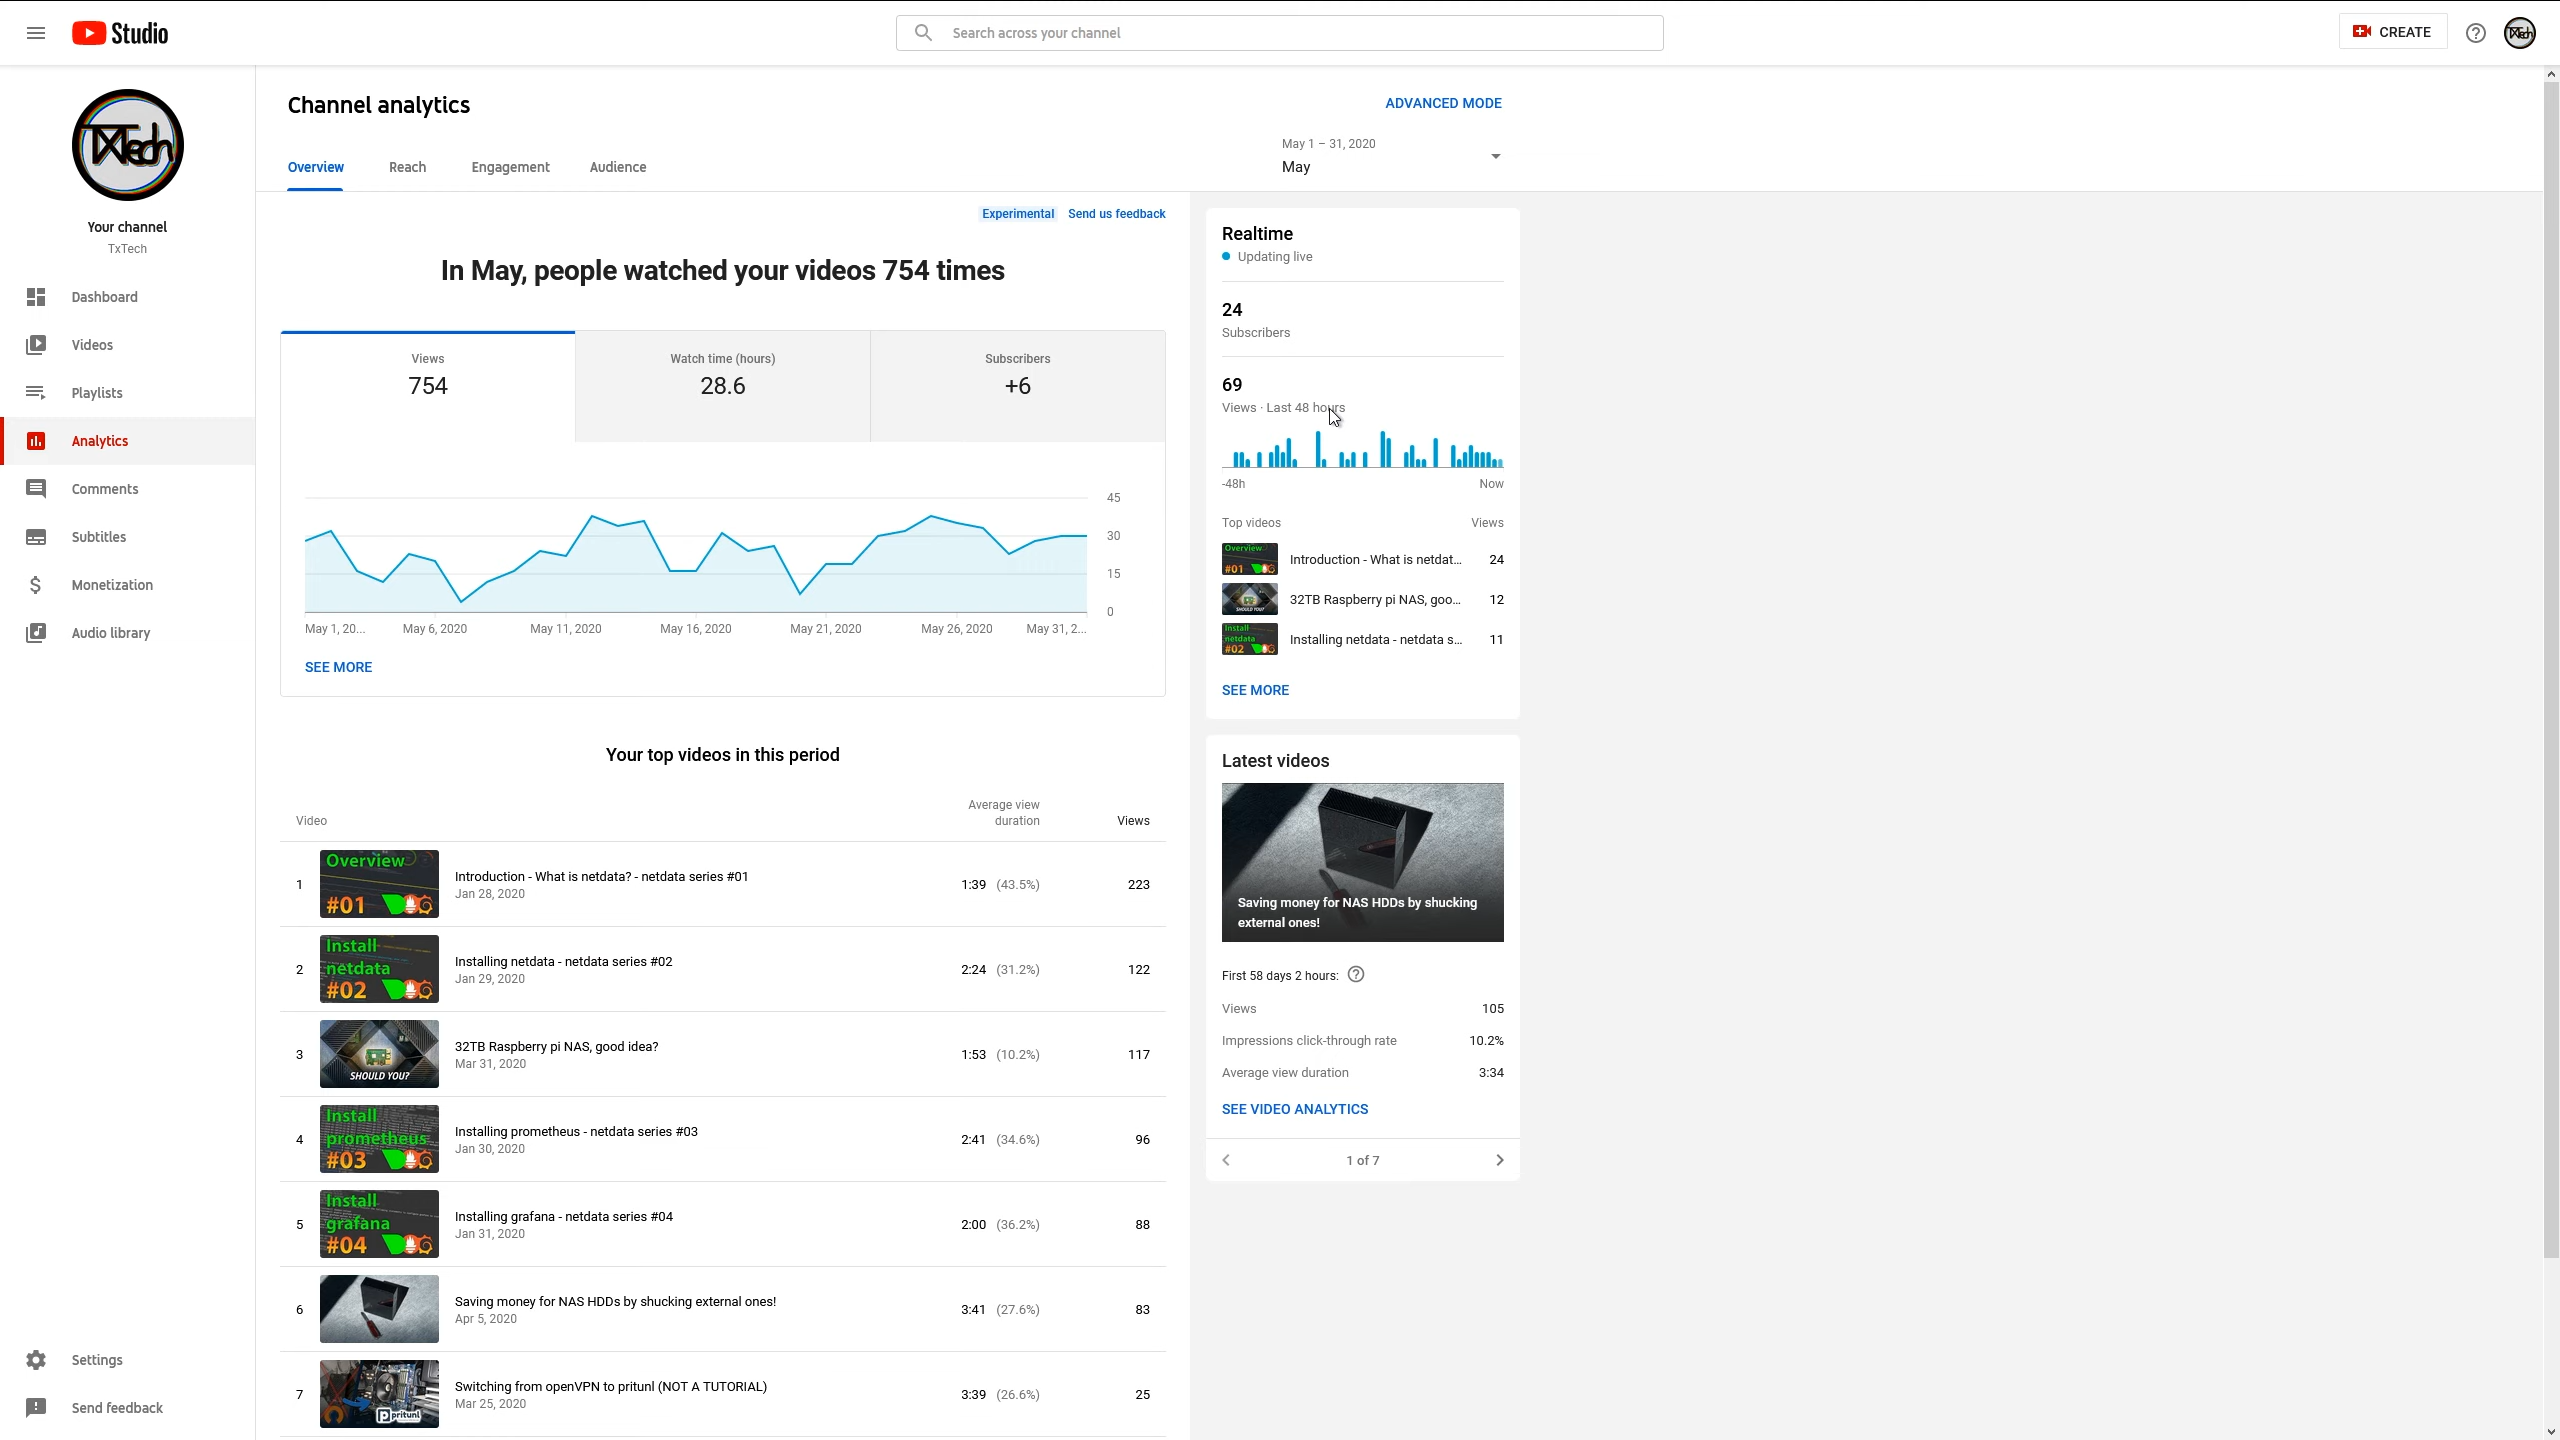 Studio
Search across your channel
CREATE
TxTech
Your channel
TxTech
Dashboard
Videos
Playlists
Analytics
Comments
Subtitles
Monetization
Audio library
Settings
Send feedback
Channel analytics
ADVANCED MODE
Overview Reach Engagement Audience
May 1 – 31, 2020
May
Experimental Send us feedback
In May, people watched your videos 754 times
Views
754
Watch time (hours)
28.6
Subscribers
+6
45
30
15
0
May 1, 20... May 6, 2020 May 11, 2020 May 16, 2020 May 21, 2020 May 26, 2020 May 31, 2...
SEE MORE
Your top videos in this period
Video Average view duration Views
1 Overview #01 Introduction - What is netdata? - netdata series #01 1:39 (43.5%) 223
Jan 28, 2020
2 Install netdata #02 Installing netdata - netdata series #02 2:24 (31.2%) 122
Jan 29, 2020
3 SHOULD YOU? 32TB Raspberry pi NAS, good idea? 1:53 (10.2%) 117
Mar 31, 2020
4 Install prometheus #03 Installing prometheus - netdata series #03 2:41 (34.6%) 96
Jan 30, 2020
5 Install grafana #04 Installing grafana - netdata series #04 2:00 (36.2%) 88
Jan 31, 2020
6 Saving money for NAS HDDs by shucking external ones! 3:41 (27.6%) 83
Apr 5, 2020
7 pritunl Switching from openVPN to pritunl (NOT A TUTORIAL) 3:39 (26.6%) 25
Mar 25, 2020
Realtime
Updating live
24
Subscribers
69
Views · Last 48 hours
-48h Now
Top videos Views
Overview #01 Introduction - What is netdat... 24
SHOULD YOU? 32TB Raspberry pi NAS, goo... 12
Install netdata #02 Installing netdata - netdata s... 11
SEE MORE
Latest videos
Saving money for NAS HDDs by shucking
external ones!
First 58 days 2 hours:
Views 105
Impressions click-through rate 10.2%
Average view duration 3:34
SEE VIDEO ANALYTICS
1 of 7